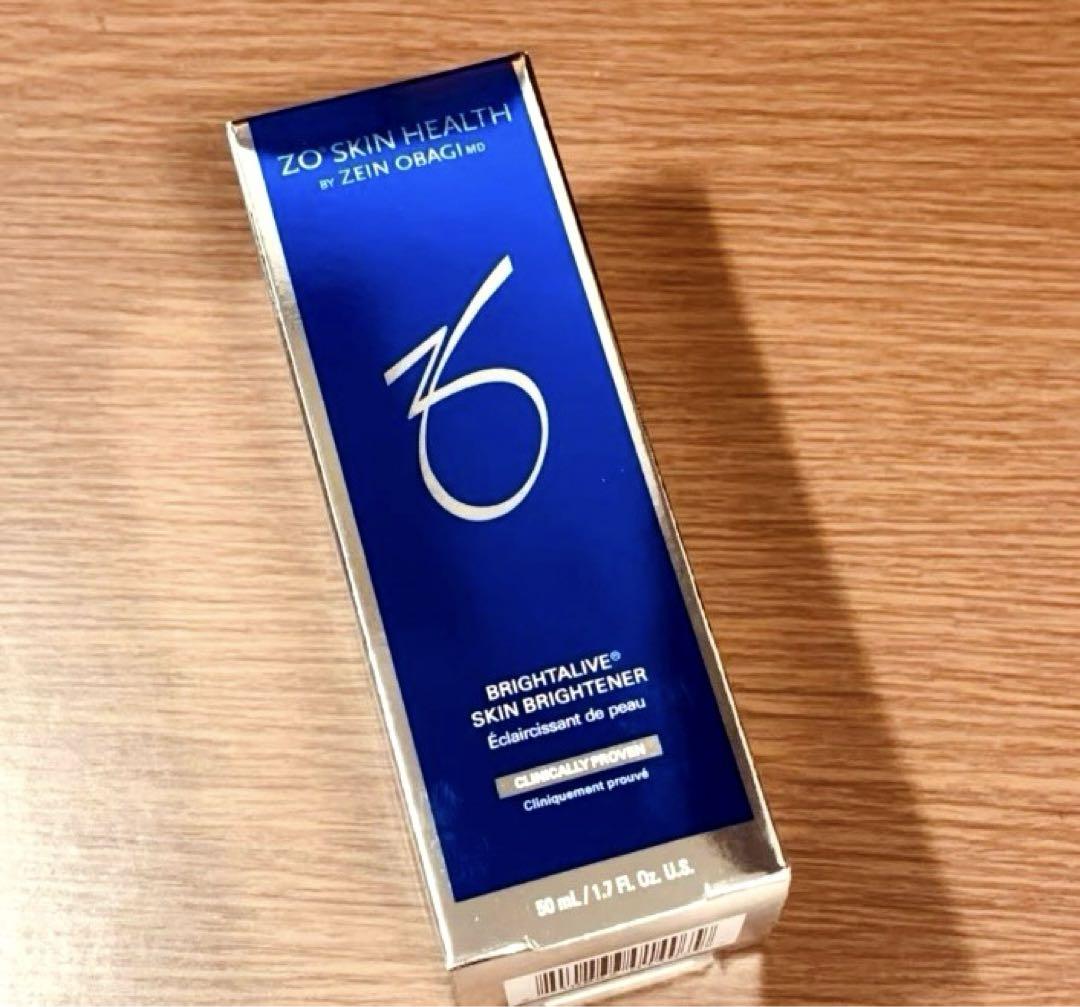 ZO® SKIN HEALTH
BY ZEIN OBAGI MD
ZO
BRIGHTALIVE®
SKIN BRIGHTENER
Éclaircissant de peau
CLINICALLY PROVEN
Cliniquement prouvé
50 mL / 1.7 Fl. Oz. U.S.